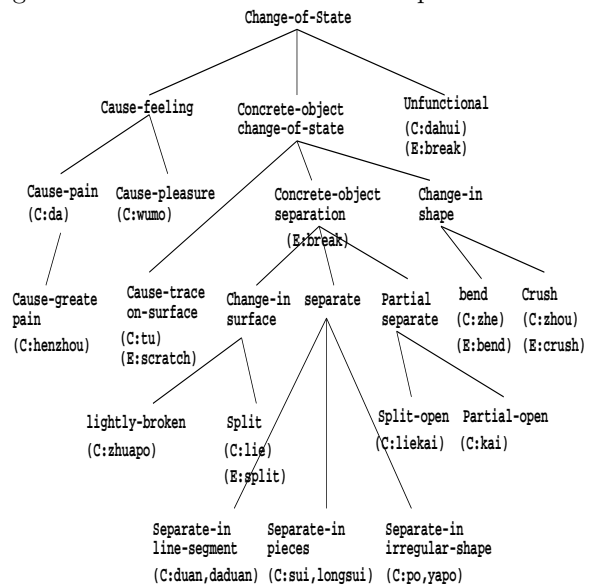 Change-of-State
Cause-feeling
Concrete-object
change-of-state
Unfunctional
(C:dahui)
(E:break)
Cause-pain
(C:da)
Cause-pleasure
(C:wumo)
Concrete-object
separation
(E:break)
Change-in
shape
Cause-greate
pain
(C:henzhou)
Cause-trace
on-surface
(C:tu)
(E:scratch)
Change-in
surface
separate
Partial
separate
bend
(C:zhe)
(E:bend)
Crush
(C:zhou)
(E:crush)
lightly-broken
(C:zhuapo)
Split
(C:lie)
(E:split)
Split-open
(C:liekai)
Partial-open
(C:kai)
Separate-in
line-segment
(C:duan,daduan)
Separate-in
pieces
(C:sui,longsui)
Separate-in
irregular-shape
(C:po,yapo)